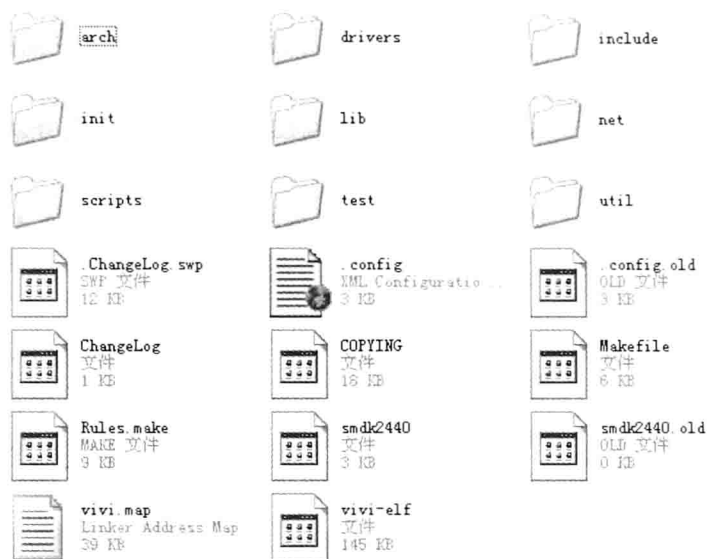 arch
drivers
include
init
lib
net
scripts
test
util
.ChangeLog.swp
SWP 文件
12 KB
.config
XML Configuratio...
3 KB
.config.old
OLD 文件
3 KB
ChangeLog
文件
1 KB
COPYING
文件
18 KB
Makefile
文件
6 KB
Rules.make
MAKE 文件
9 KB
smdk2440
文件
3 KB
smdk2440.old
OLD 文件
0 KB
vivi.map
Linker Address Map
39 KB
vivi-elf
文件
145 KB